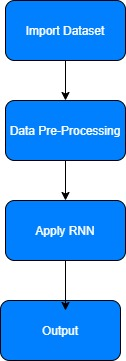 Import Dataset
Data Pre-Processing
Apply RNN
Output